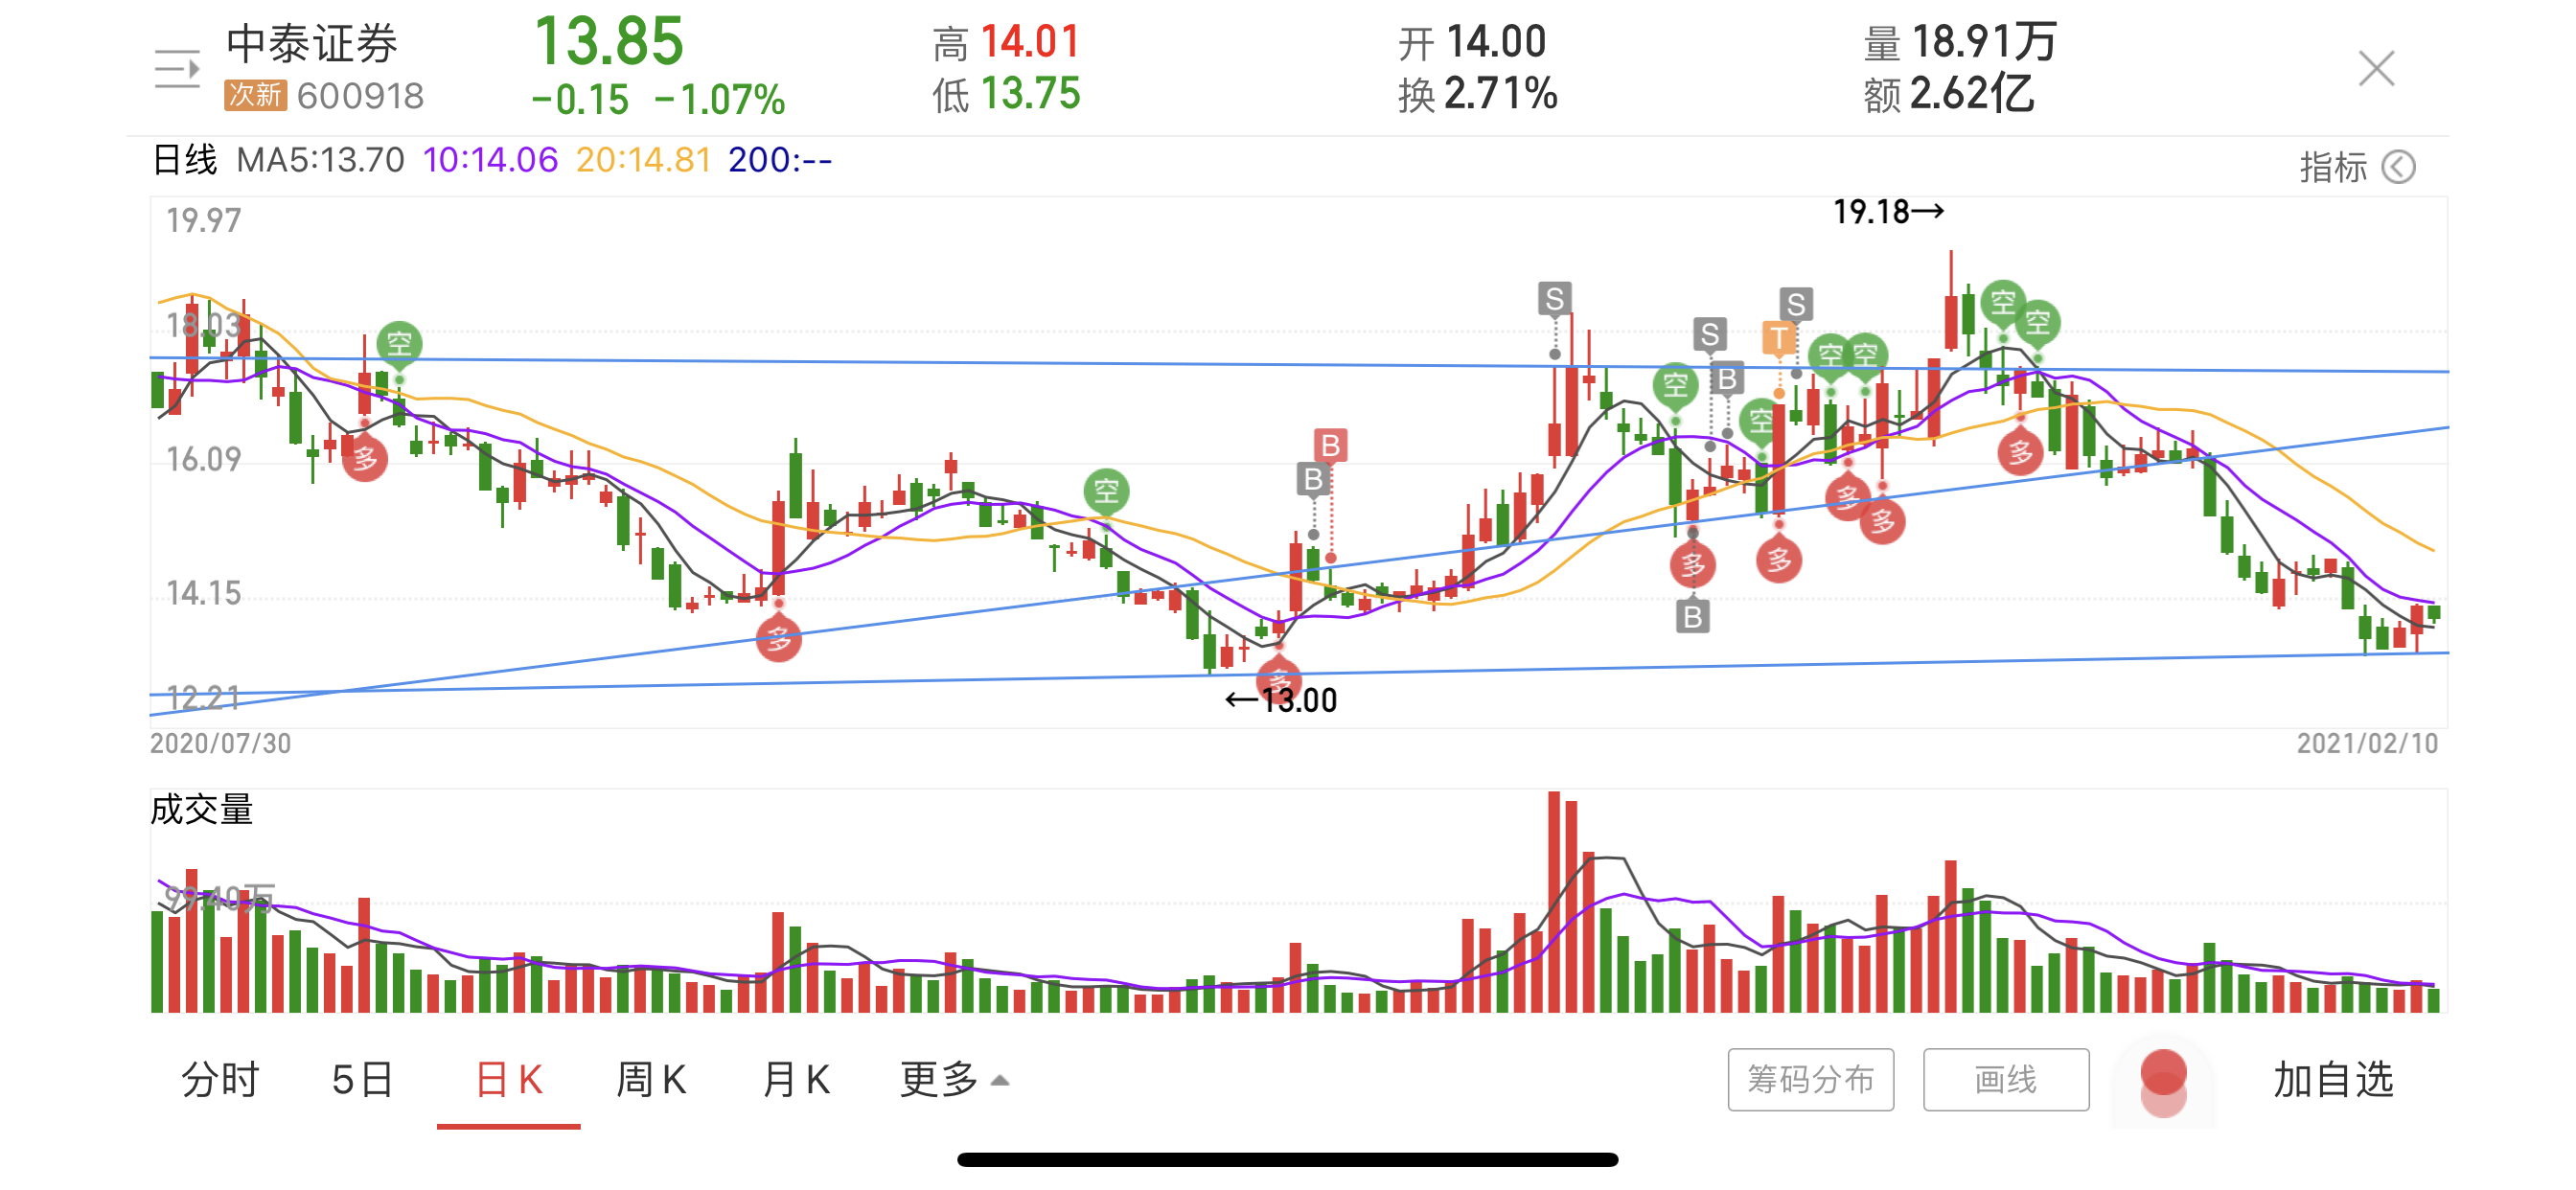 中泰证券 13.85 高 14.01 开 14.00 量 18.91万
次新 600918 -0.15 -1.07% 低 13.75 换 2.71% 额 2.62亿
日线 MA5:13.70 10:14.06 20:14.81 200:-- 指标
19.97
19.18→
18.03
16.09
14.15
12.21
←13.00
空
多
多
空
多
B
B
S
空
多
B
S
B
空
T
多
S
空
多
空
多
空
多
空
2020/07/30 2021/02/10
成交量
99.40万
分时 5日 日K 周K 月K 更多 筹码分布 画线 加自选